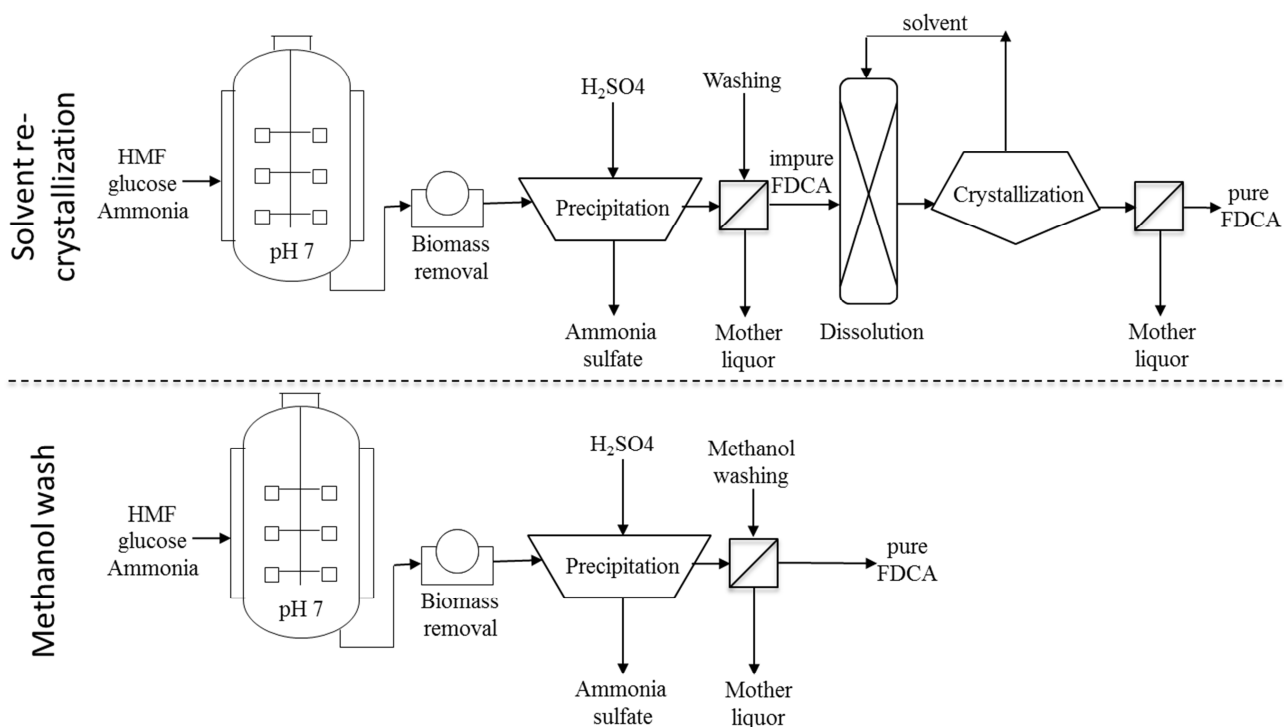 Solvent re-
crystallization
HMF
glucose
Ammonia
pH 7
Biomass
removal
H₂SO4
Precipitation
Ammonia
sulfate
Washing
impure
FDCA
Mother
liquor
solvent
Dissolution
Crystallization
pure
FDCA
Mother
liquor
Methanol wash
HMF
glucose
Ammonia
pH 7
Biomass
removal
H₂SO4
Precipitation
Ammonia
sulfate
Methanol
washing
Mother
liquor
pure
FDCA